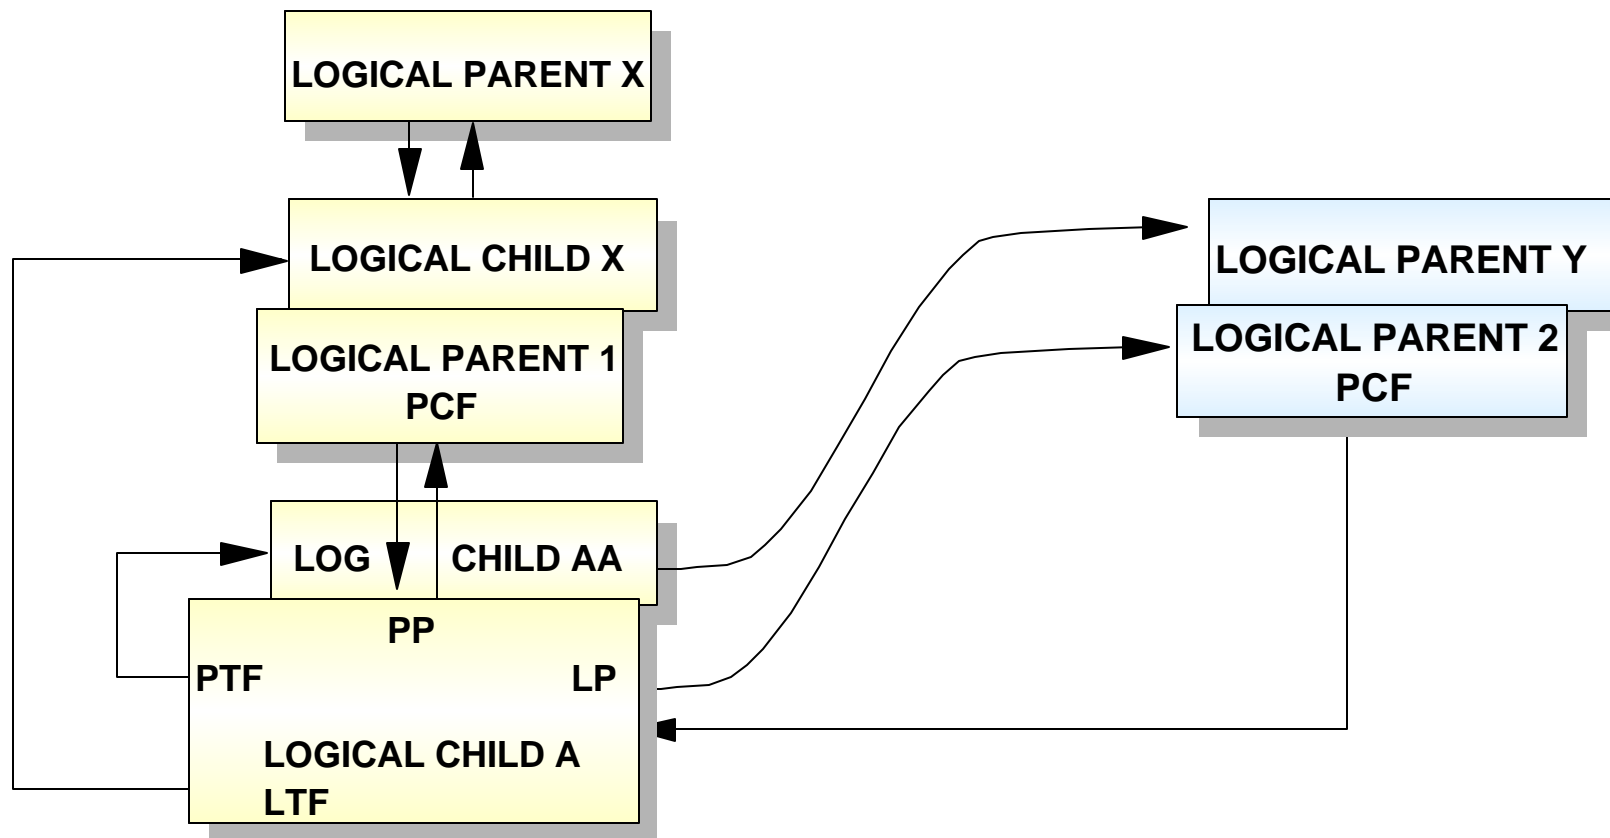 LOGICAL PARENT X
LOGICAL CHILD X
LOGICAL PARENT Y
LOGICAL PARENT 1
PCF
LOGICAL PARENT 2
PCF
LOG CHILD AA
PP
PTF LP
LOGICAL CHILD A
LTF